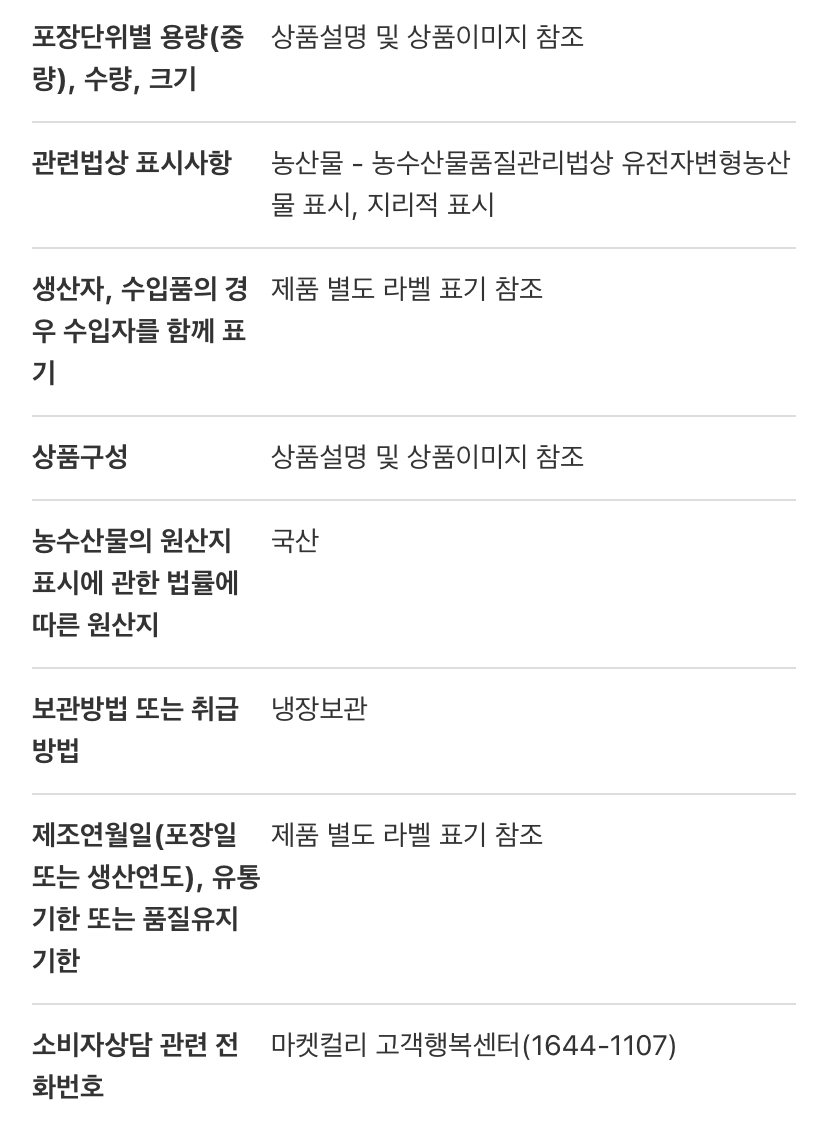 포장단위별 용량(중 상품설명 및 상품이미지 참조
량), 수량, 크기
관련법상 표시사항 농산물 - 농수산물품질관리법상 유전자변형농산
물 표시, 지리적 표시
생산자, 수입품의 경 제품 별도 라벨 표기 참조
우 수입자를 함께 표
기
상품구성 상품설명 및 상품이미지 참조
농수산물의 원산지 국산
표시에 관한 법률에
따른 원산지
보관방법 또는 취급 냉장보관
방법
제조연월일(포장일 제품 별도 라벨 표기 참조
또는 생산연도), 유통
기한 또는 품질유지
기한
소비자상담 관련 전 마켓컬리 고객행복센터(1644-1107)
화번호